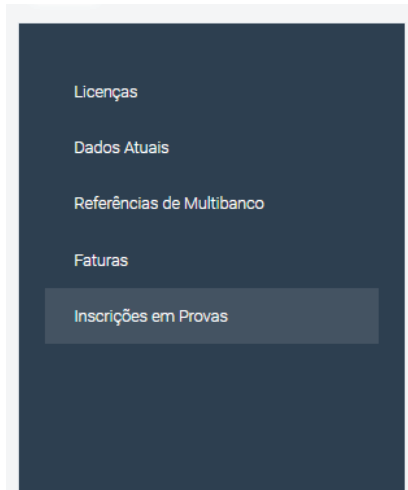 Licenças
Dados Atuais
Referências de Multibanco
Faturas
Inscrições em Provas